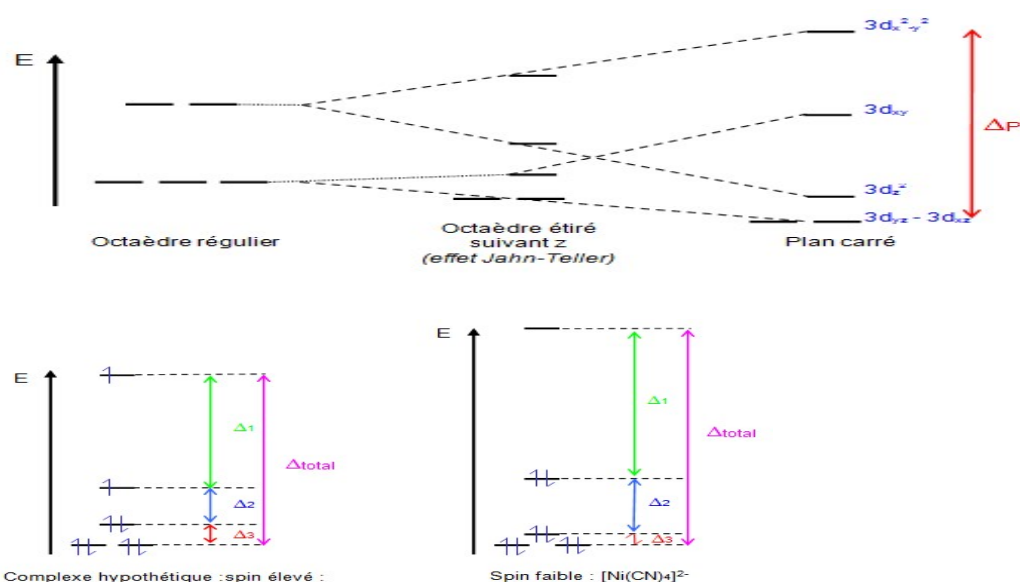 3dx²-y²
E
3dxy
ΔP
3dz²
3dyz - 3dxz
Octaèdre régulier
Octaèdre étiré
suivant z
(effet Jahn-Teller)
Plan carré
E
Δ1
Δtotal
Δ2
Δ3
Complexe hypothétique :spin élevé :
E
Δ1
Δtotal
Δ2
Δ3
Spin faible : [Ni(CN)4]²⁻